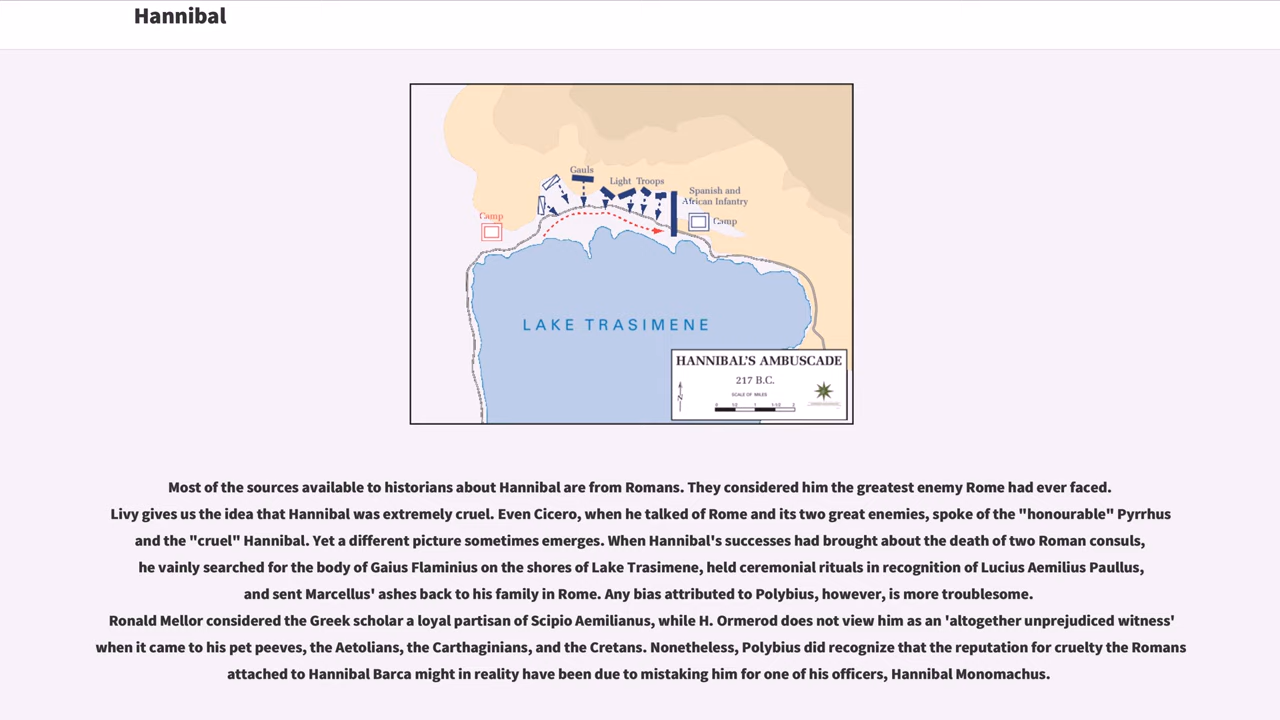 Hannibal
Gauls
Light Troops
Spanish and
African Infantry
Camp
Camp
LAKE TRASIMENE
HANNIBAL'S AMBUSCADE
217 B.C.
SCALE OF MILES
N
Most of the sources available to historians about Hannibal are from Romans. They considered him the greatest enemy Rome had ever faced.
Livy gives us the idea that Hannibal was extremely cruel. Even Cicero, when he talked of Rome and its two great enemies, spoke of the "honourable" Pyrrhus
and the "cruel" Hannibal. Yet a different picture sometimes emerges. When Hannibal's successes had brought about the death of two Roman consuls,
he vainly searched for the body of Gaius Flaminius on the shores of Lake Trasimene, held ceremonial rituals in recognition of Lucius Aemilius Paullus,
and sent Marcellus' ashes back to his family in Rome. Any bias attributed to Polybius, however, is more troublesome.
Ronald Mellor considered the Greek scholar a loyal partisan of Scipio Aemilianus, while H. Ormerod does not view him as an 'altogether unprejudiced witness'
when it came to his pet peeves, the Aetolians, the Carthaginians, and the Cretans. Nonetheless, Polybius did recognize that the reputation for cruelty the Romans
attached to Hannibal Barca might in reality have been due to mistaking him for one of his officers, Hannibal Monomachus.